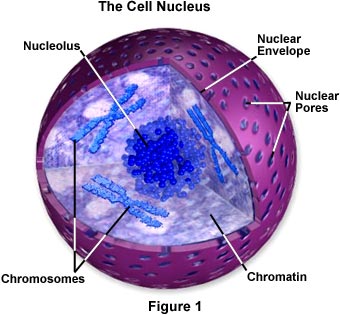 The Cell Nucleus
Nucleolus
Nuclear
Envelope
Nuclear
Pores
Chromosomes
Chromatin
Figure 1